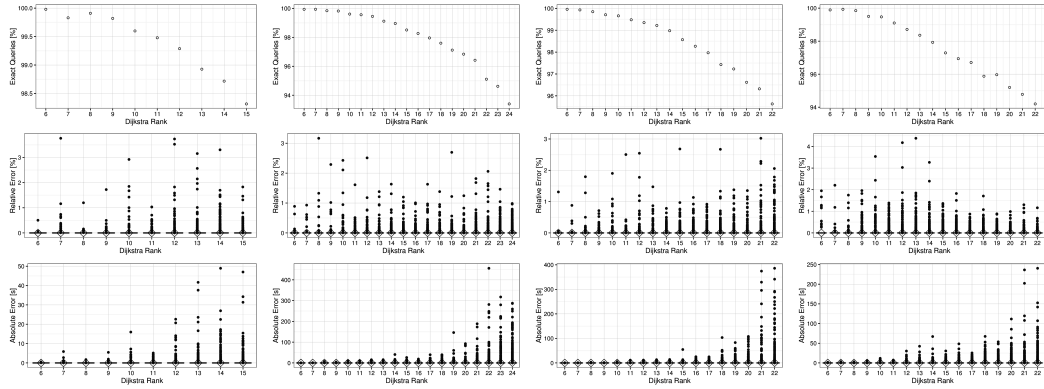 Exact Queries [%]
100.0
99.5
99.0
98.5
6 7 8 9 10 11 12 13 14 15
Dijkstra Rank
Exact Queries [%]
100
98
96
94
6 7 8 9 10 11 12 13 14 15 16 17 18 19 20 21 22 23 24
Dijkstra Rank
Exact Queries [%]
100
99
98
97
96
6 7 8 9 10 11 12 13 14 15 16 17 18 19 20 21 22
Dijkstra Rank
Exact Queries [%]
100
98
96
94
6 7 8 9 10 11 12 13 14 15 16 17 18 19 20 21 22
Dijkstra Rank
Relative Error [%]
3
2
1
0
6 7 8 9 10 11 12 13 14 15
Dijkstra Rank
Relative Error [%]
3
2
1
0
6 7 8 9 10 11 12 13 14 15 16 17 18 19 20 21 22 23 24
Dijkstra Rank
Relative Error [%]
3
2
1
0
6 7 8 9 10 11 12 13 14 15 16 17 18 19 20 21 22
Dijkstra Rank
Relative Error [%]
4
3
2
1
0
6 7 8 9 10 11 12 13 14 15 16 17 18 19 20 21 22
Dijkstra Rank
Absolute Error [s]
50
40
30
20
10
0
6 7 8 9 10 11 12 13 14 15
Dijkstra Rank
Absolute Error [s]
400
300
200
100
0
6 7 8 9 10 11 12 13 14 15 16 17 18 19 20 21 22 23 24
Dijkstra Rank
Absolute Error [s]
400
300
200
100
0
6 7 8 9 10 11 12 13 14 15 16 17 18 19 20 21 22
Dijkstra Rank
Absolute Error [s]
250
200
150
100
50
0
6 7 8 9 10 11 12 13 14 15 16 17 18 19 20 21 22
Dijkstra Rank